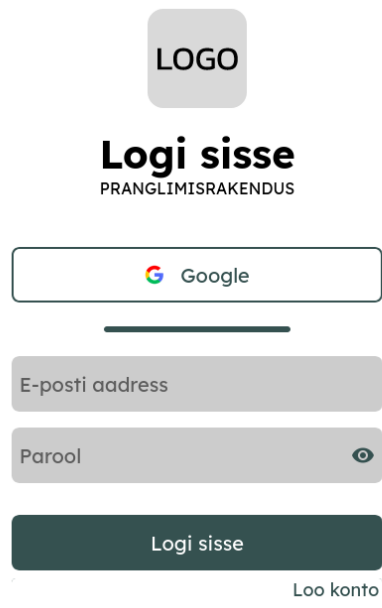 LOGO
Logi sisse
PRANGLIMISRAKENDUS
Google
E-posti aadress
Parool
Logi sisse
Loo konto